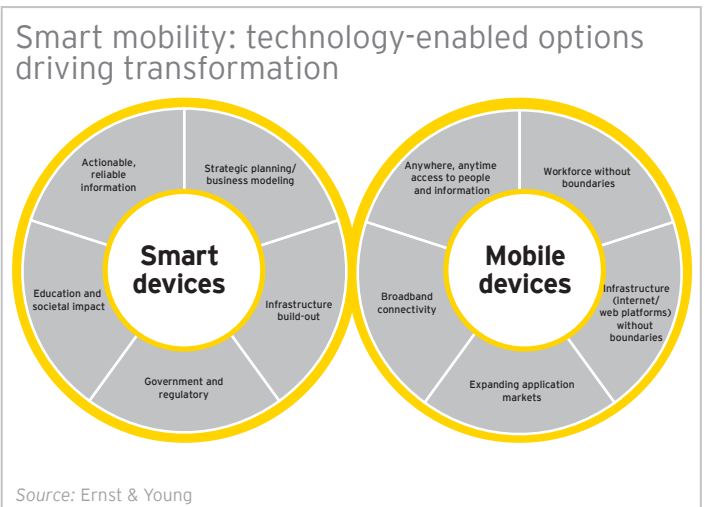 Smart mobility: technology-enabled options
driving transformation
Actionable,
reliable
information
Strategic planning/
business modeling
Smart
devices
Education and
societal impact
Infrastructure
build-out
Government and
regulatory
Anywhere, anytime
access to people
and information
Workforce without
boundaries
Mobile
devices
Broadband
connectivity
Infrastructure
(internet/
web platforms)
without
boundaries
Expanding application
markets
Source: Ernst & Young